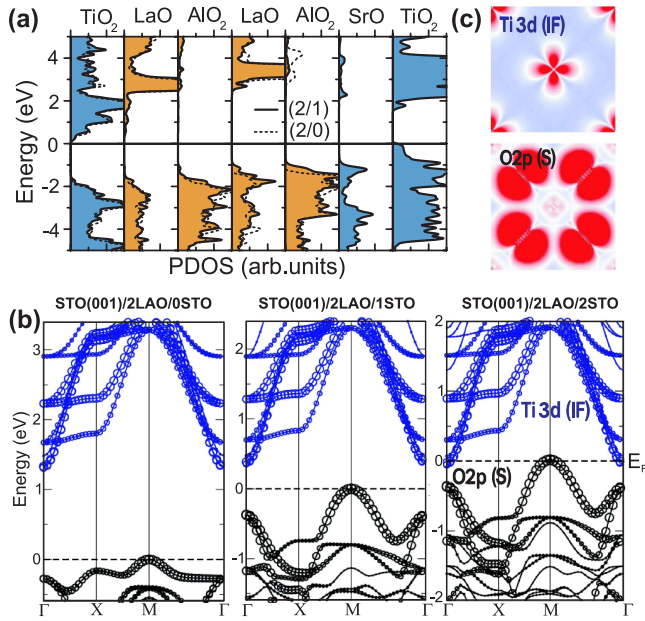 (a) TiO2 LaO AlO2 LaO AlO2 SrO TiO2
Energy (eV)
4
2
0
-2
-4
(2/1)
(2/0)
PDOS (arb.units)
(c)
Ti 3d (IF)
O2p (S)
(b)
STO(001)/2LAO/0STO STO(001)/2LAO/1STO STO(001)/2LAO/2STO
Energy (eV)
3
2
1
0
Γ X M Γ
2
1
0
-1
Γ X M Γ
2
1
0
-1
-2
Ti 3d (IF)
O2p (S)
EF
Γ X M Γ